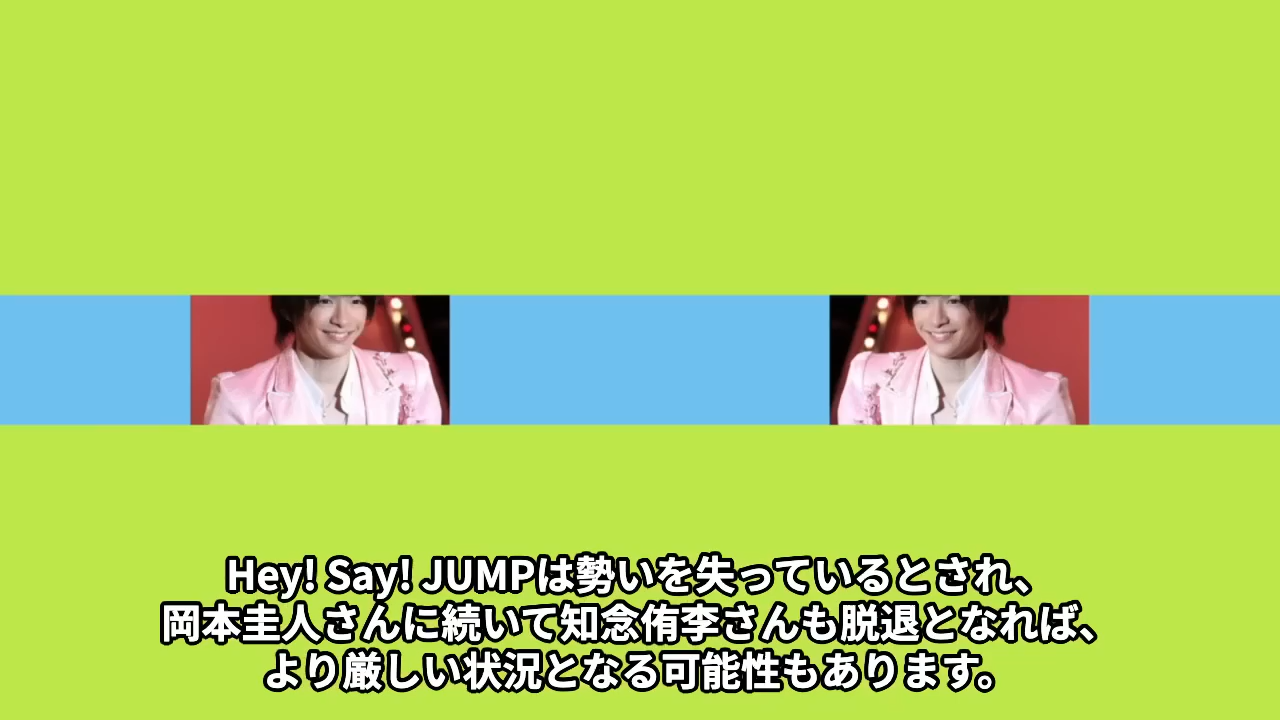 Hey! Say! JUMPは勢いを失っているとされ、
岡本圭人さんに続いて知念侑李さんも脱退となれば、
より厳しい状況となる可能性もあります。